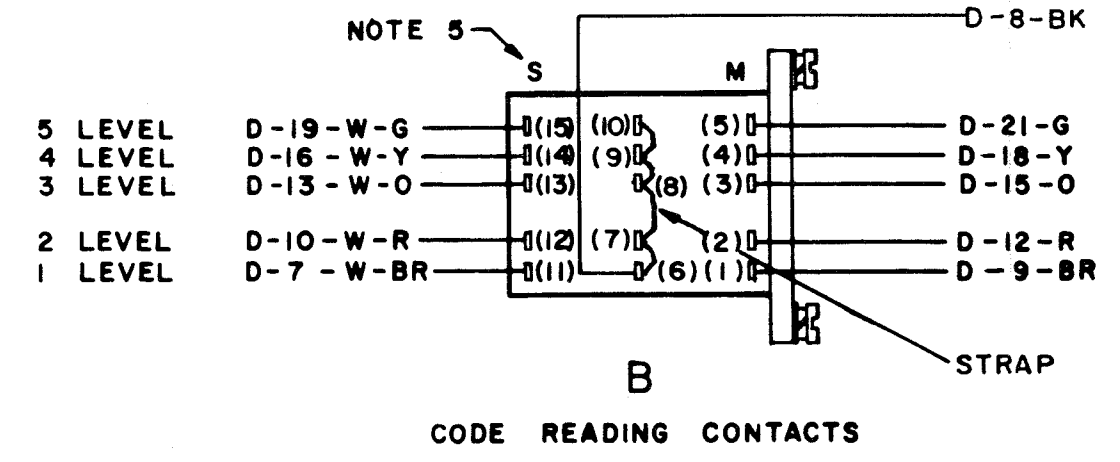 D-8-BK
NOTE 5
S M
5 LEVEL D-19-W-G (15) (10) (5) D-21-G
4 LEVEL D-16-W-Y (14) (9) (4) D-18-Y
3 LEVEL D-13-W-O (13) (8) (3) D-15-O
2 LEVEL D-10-W-R (12) (7) (2) D-12-R
1 LEVEL D-7-W-BR (11) (6) (1) D-9-BR
STRAP
B
CODE READING CONTACTS